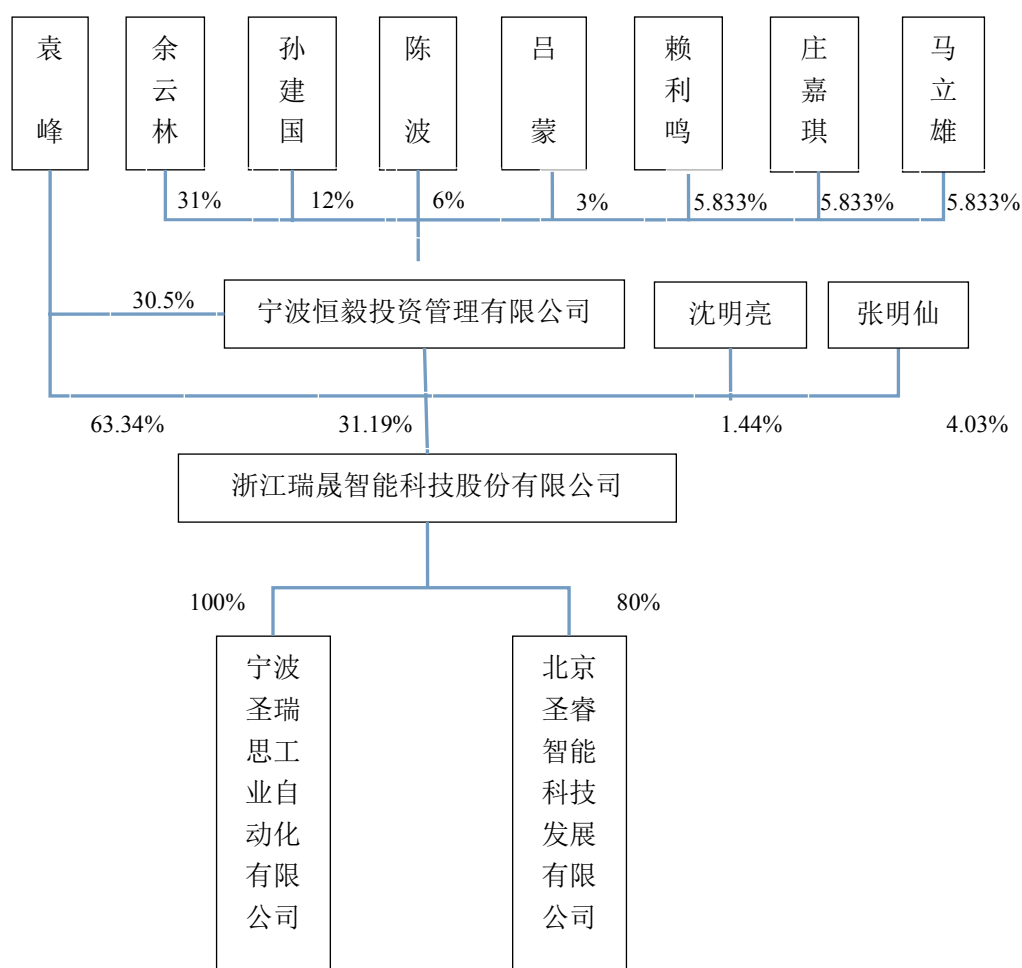 袁峰
余云林
孙建国
陈波
吕蒙
赖利鸣
庄嘉琪
马立雄
31%
12%
6%
3%
5.833%
5.833%
5.833%
30.5%
宁波恒毅投资管理有限公司
沈明亮
张明仙
63.34%
31.19%
1.44%
4.03%
浙江瑞晟智能科技股份有限公司
100%
80%
宁波
圣瑞
思工
业自
动化
有限
公司
北京
圣睿
智能
科技
发展
有限
公司